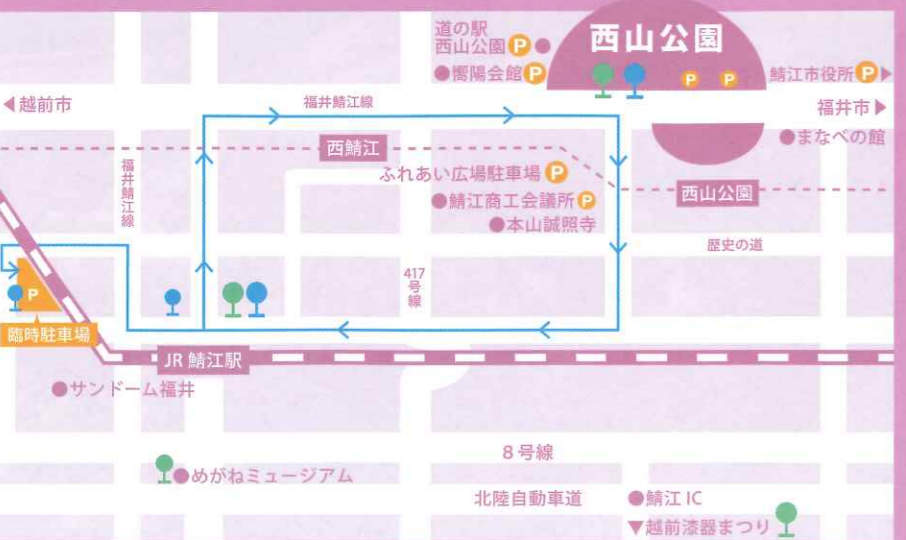 道の駅
西山公園 P
●嚮陽会館 P
西山公園
P P
鯖江市役所 P ▶
◀越前市
福井鯖江線
福井市▶
●まなべの館
西鯖江
福井鯖江線
ふれあい広場駐車場 P
●鯖江商工会議所 P
●本山誠照寺
西山公園
歴史の道
417号線
P
臨時駐車場
JR 鯖江駅
●サンドーム福井
8号線
●めがねミュージアム
北陸自動車道
●鯖江 IC
▼越前漆器まつり